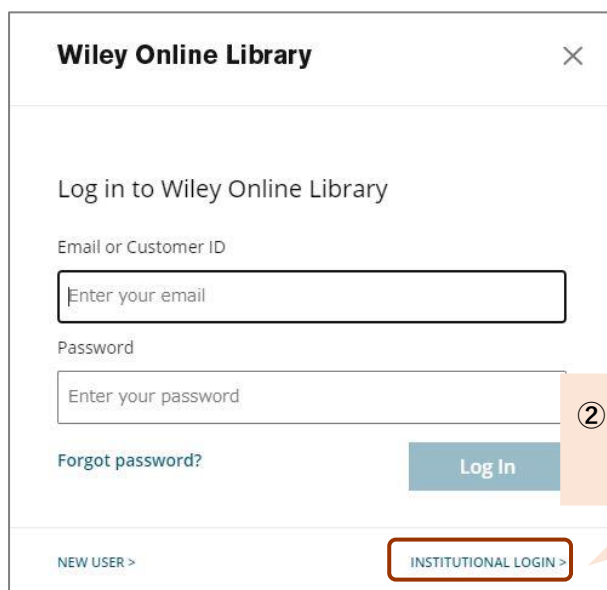 Wiley Online Library
Log in to Wiley Online Library
Email or Customer ID
Enter your email
Password
Enter your password
②
Forgot password?
Log In
NEW USER >
INSTITUTIONAL LOGIN >